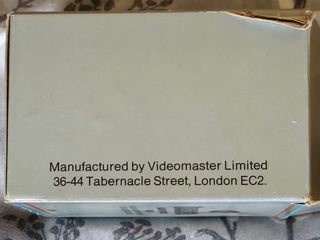 Manufactured by Videomaster Limited
36-44 Tabernacle Street, London EC2.